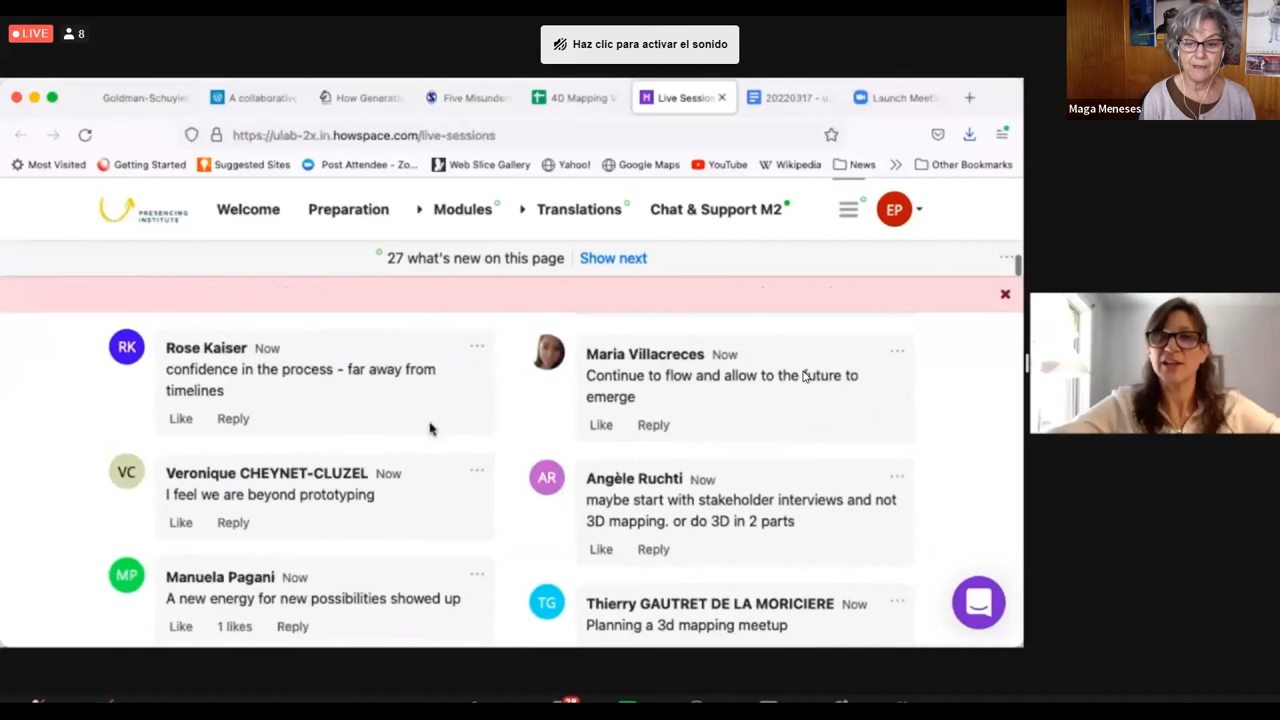 LIVE
8
Haz clic para activar el sonido
Maga Meneses
Goldman-Schuyle
A collaborativ
How Generati
Five Misunder
4D Mapping V
Live Session
20220317 - u
Launch Meeti
https://ulab-2x.in.howspace.com/live-sessions
Most Visited
Getting Started
Suggested Sites
Post Attendee - Zo...
Web Slice Gallery
Yahoo!
Google Maps
YouTube
Wikipedia
News
Other Bookmarks
PRESENCING
INSTITUTE
Welcome
Preparation
Modules
Translations
Chat & Support M2
EP
27 what's new on this page
Show next
RK
Rose Kaiser Now
confidence in the process - far away from
timelines
Like Reply
Maria Villacreces Now
Continue to flow and allow to the future to
emerge
Like Reply
VC
Veronique CHEYNET-CLUZEL Now
I feel we are beyond prototyping
Like Reply
AR
Angèle Ruchti Now
maybe start with stakeholder interviews and not
3D mapping. or do 3D in 2 parts
Like Reply
MP
Manuela Pagani Now
A new energy for new possibilities showed up
Like 1 likes Reply
TG
Thierry GAUTRET DE LA MORICIERE Now
Planning a 3d mapping meetup